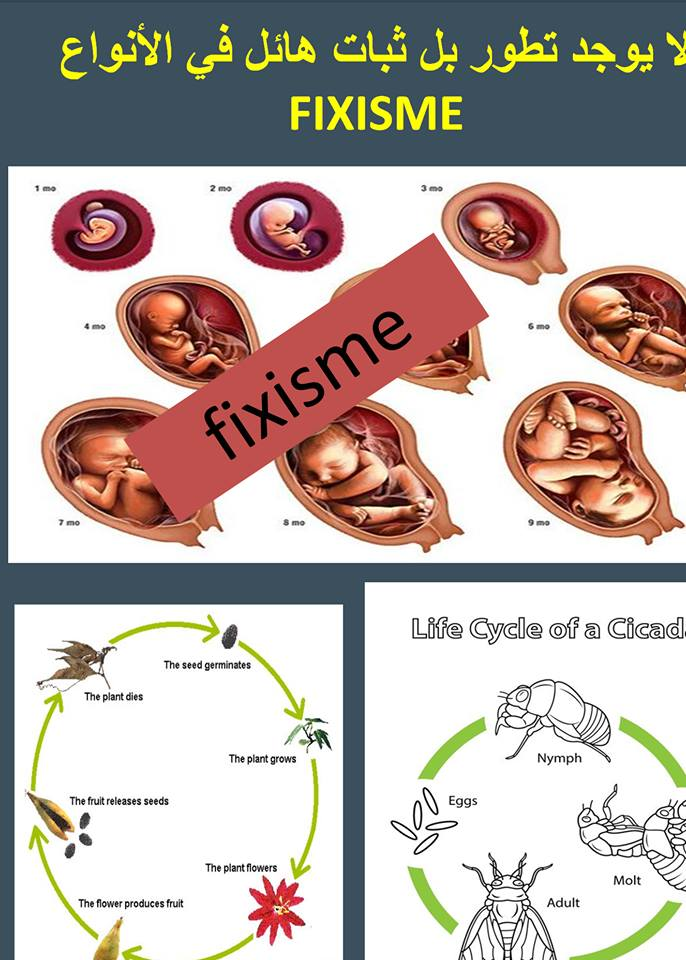 لا يوجد تطور بل ثبات هائل في الأنواع
FIXISME
1 mo
2 mo
3 mo
4 mo
6 mo
fixisme
7 mo
8 mo
9 mo
The seed germinates
The plant dies
The plant grows
The fruit releases seeds
The plant flowers
The flower produces fruit
Life Cycle of a Cicada
Nymph
Eggs
Molt
Adult